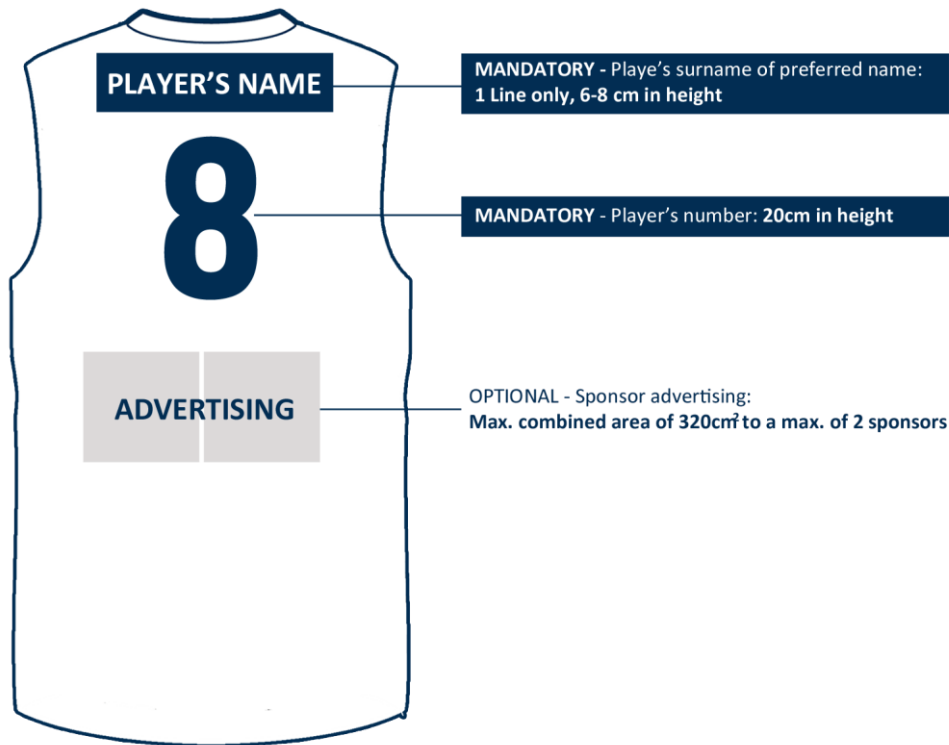 PLAYER'S NAME
MANDATORY - Playe's surname of preferred name:
1 Line only, 6-8 cm in height
8
MANDATORY - Player's number: 20cm in height
ADVERTISING
OPTIONAL - Sponsor advertising:
Max. combined area of 320cm² to a max. of 2 sponsors